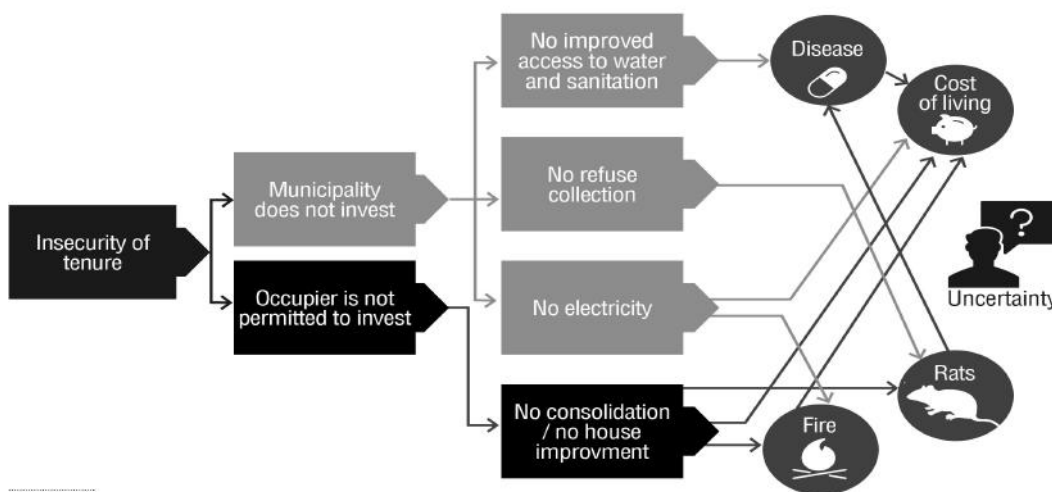 No improved
access to water
and sanitation
Disease
Cost
of living
Municipality
does not invest
No refuse
collection
Insecurity of
tenure
?
Uncertainty
Occupier is not
permitted to invest
No electricity
Rats
No consolidation
/ no house
improvment
Fire